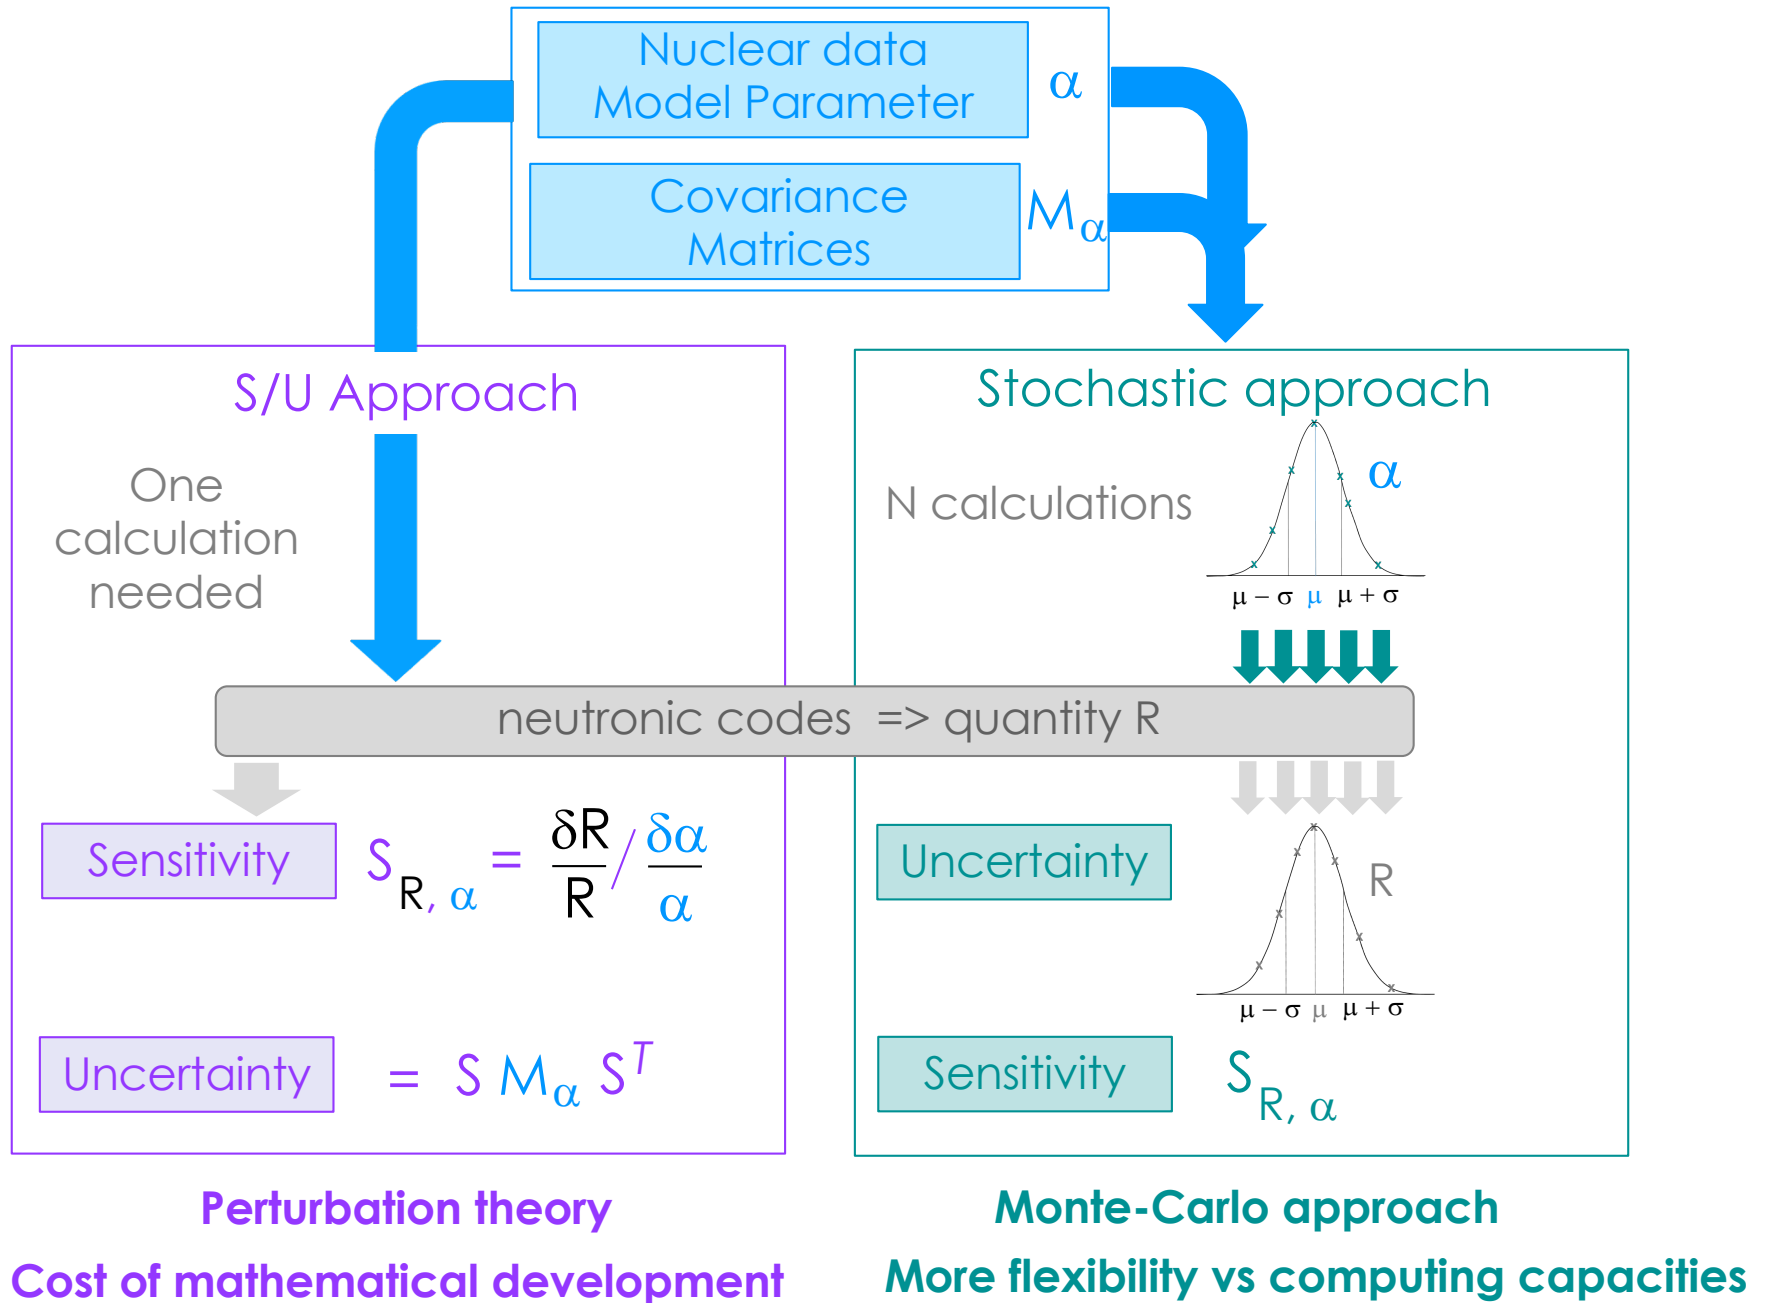 Nuclear data
Model Parameter
α
Covariance
Matrices
Mα
S/U Approach
One
calculation
needed
Stochastic approach
N calculations
α
μ − σ μ μ + σ
neutronic codes => quantity R
Sensitivity
S R, α = δR/R / δα/α
Uncertainty
= S Mα S^T
Uncertainty
R
μ − σ μ μ + σ
Sensitivity
S R, α
Perturbation theory
Cost of mathematical development
Monte-Carlo approach
More flexibility vs computing capacities